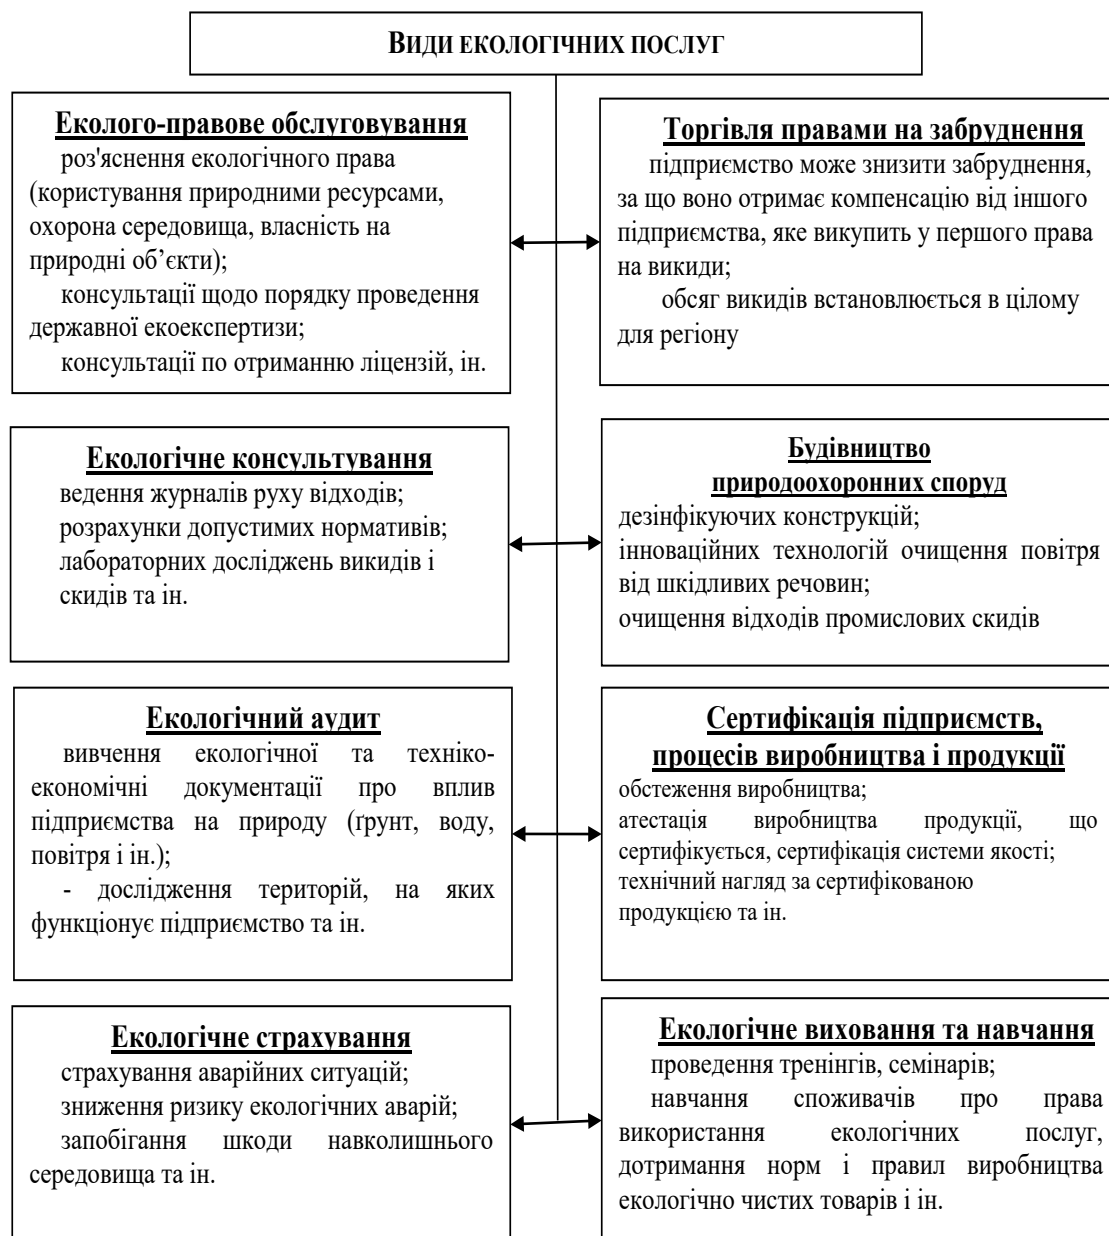 ВИДИ ЕКОЛОГІЧНИХ ПОСЛУГ
Еколого-правове обслуговування
роз'яснення екологічного права
(користування природними ресурсами,
охорона середовища, власність на
природні об’єкти);
консультації щодо порядку проведення
державної екоекспертизи;
консультації по отриманню ліцензій, ін.
Торгівля правами на забруднення
підприємство може знизити забруднення,
за що воно отримає компенсацію від іншого
підприємства, яке викупить у першого права
на викиди;
обсяг викидів встановлюється в цілому
для регіону
Екологічне консультування
ведення журналів руху відходів;
розрахунки допустимих нормативів;
лабораторних досліджень викидів і
скидів та ін.
Будівництво
природоохоронних споруд
дезінфікуючих конструкцій;
інноваційних технологій очищення повітря
від шкідливих речовин;
очищення відходів промислових скидів
Екологічний аудит
вивчення екологічної та техніко-
економічні документації про вплив
підприємства на природу (ґрунт, воду,
повітря і ін.);
- дослідження територій, на яких
функціонує підприємство та ін.
Сертифікація підприємств,
процесів виробництва і продукції
обстеження виробництва;
атестація виробництва продукції, що
сертифікується, сертифікація системи якості;
технічний нагляд за сертифікованою
продукцією та ін.
Екологічне страхування
страхування аварійних ситуацій;
зниження ризику екологічних аварій;
запобігання шкоди навколишнього
середовища та ін.
Екологічне виховання та навчання
проведення тренінгів, семінарів;
навчання споживачів про права
використання екологічних послуг,
дотримання норм і правил виробництва
екологічно чистих товарів і ін.